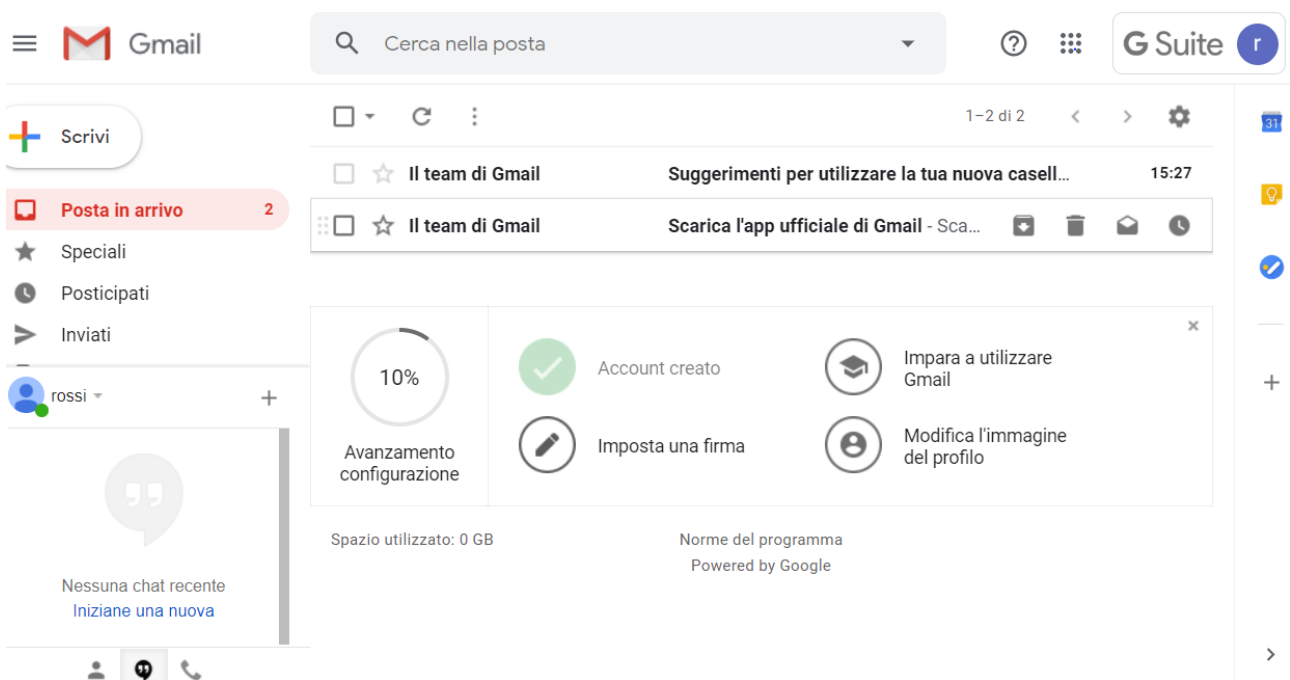 Gmail
Cerca nella posta
G Suite
r
Scrivi
1–2 di 2
31
Il team di Gmail Suggerimenti per utilizzare la tua nuova casell… 15:27
Posta in arrivo 2
Il team di Gmail Scarica l'app ufficiale di Gmail - Sca…
Speciali
Posticipati
Inviati
rossi
10%
Avanzamento
configurazione
Account creato
Impara a utilizzare
Gmail
Imposta una firma
Modifica l'immagine
del profilo
Nessuna chat recente
Iniziane una nuova
Spazio utilizzato: 0 GB
Norme del programma
Powered by Google